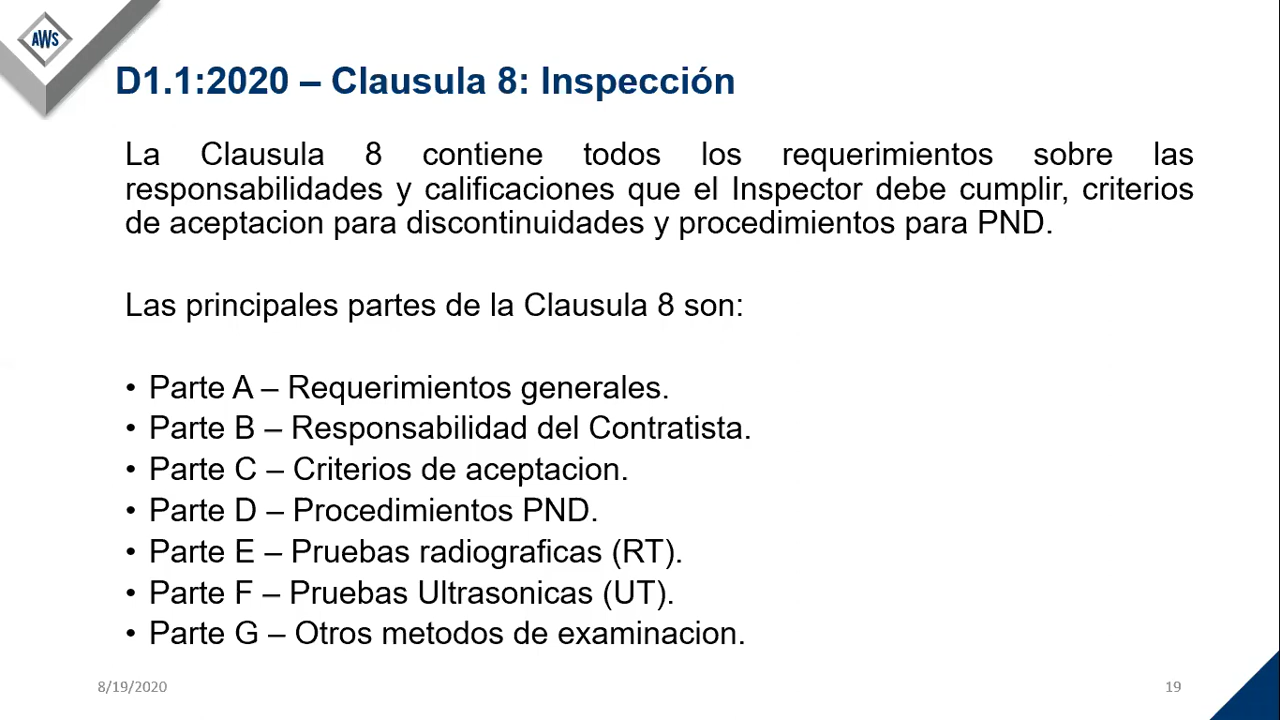 AWS
D1.1:2020 – Clausula 8: Inspección
La Clausula 8 contiene todos los requerimientos sobre las
responsabilidades y calificaciones que el Inspector debe cumplir, criterios
de aceptacion para discontinuidades y procedimientos para PND.
Las principales partes de la Clausula 8 son:
• Parte A – Requerimientos generales.
• Parte B – Responsabilidad del Contratista.
• Parte C – Criterios de aceptacion.
• Parte D – Procedimientos PND.
• Parte E – Pruebas radiograficas (RT).
• Parte F – Pruebas Ultrasonicas (UT).
• Parte G – Otros metodos de examinacion.
8/19/2020
19